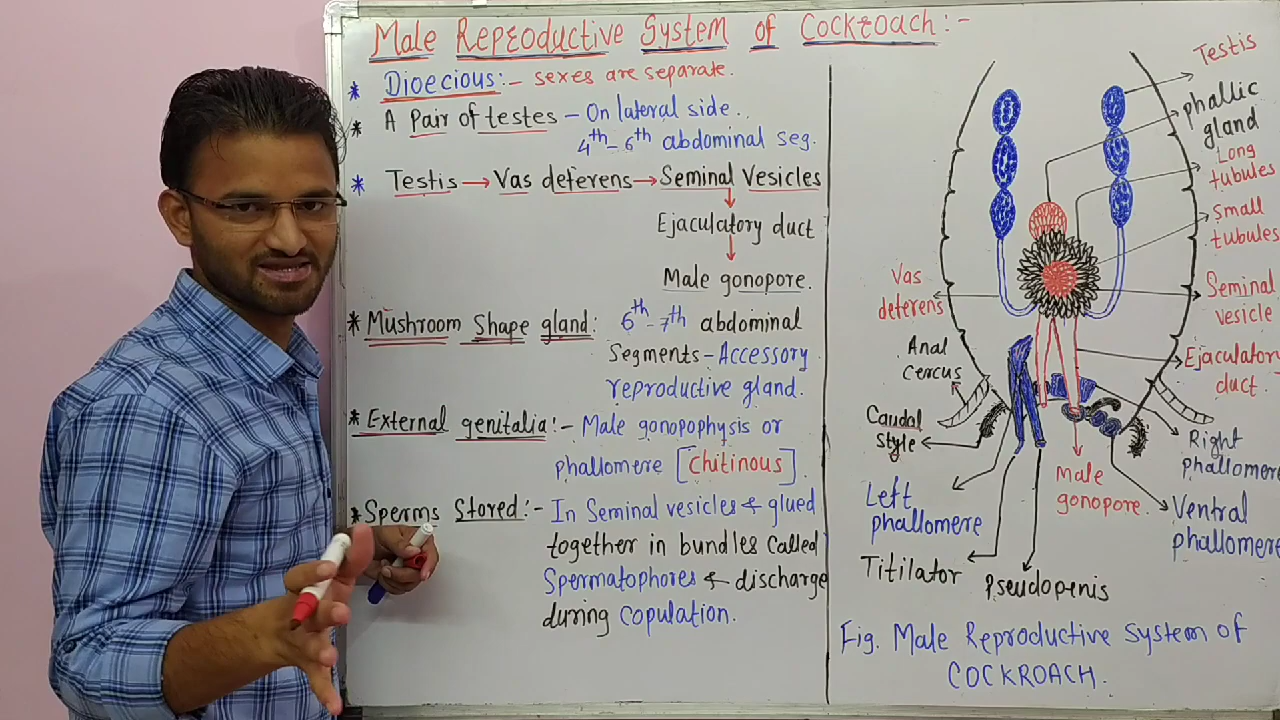 Male Reproductive System of Cockroach:-
* Dioecious:- sexes are separate.
* A Pair of testes - On lateral side..
4th-6th abdominal seg.
* Testis → Vas deferens → Seminal Vesicles
Ejaculatory duct
Male gonopore.
* Mushroom Shape gland: 6th-7th abdominal
Segments - Accessory
reproductive gland.
* External genitalia:- Male gonopophysis or
phallomere [Chitinous].
* Sperms Stored:- In Seminal vesicles & glued
together in bundles Called
Spermatophores & discharge
during Copulation.
Testis
phallic
gland
Long
tubules
Small
tubules
Vas
deferens
Seminal
vesicle
Anal
Cercus
Ejaculatory
duct.
Caudal
Style
Right
phallomere
Male
gonopore.
Left
phallomere
Ventral
phallomere
Titilator
Pseudopenis
Fig. Male Reproductive System of
COCKROACH.